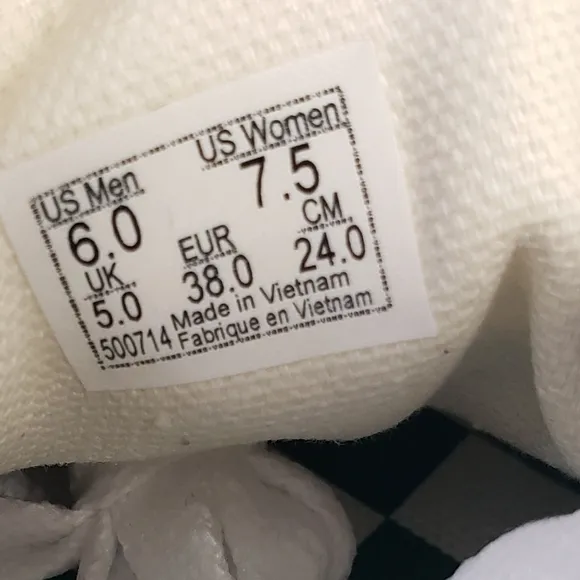 US Men US Women
6.0 7.5
UK EUR CM
5.0 38.0 24.0
500714 Made in Vietnam
Fabrique en Vietnam